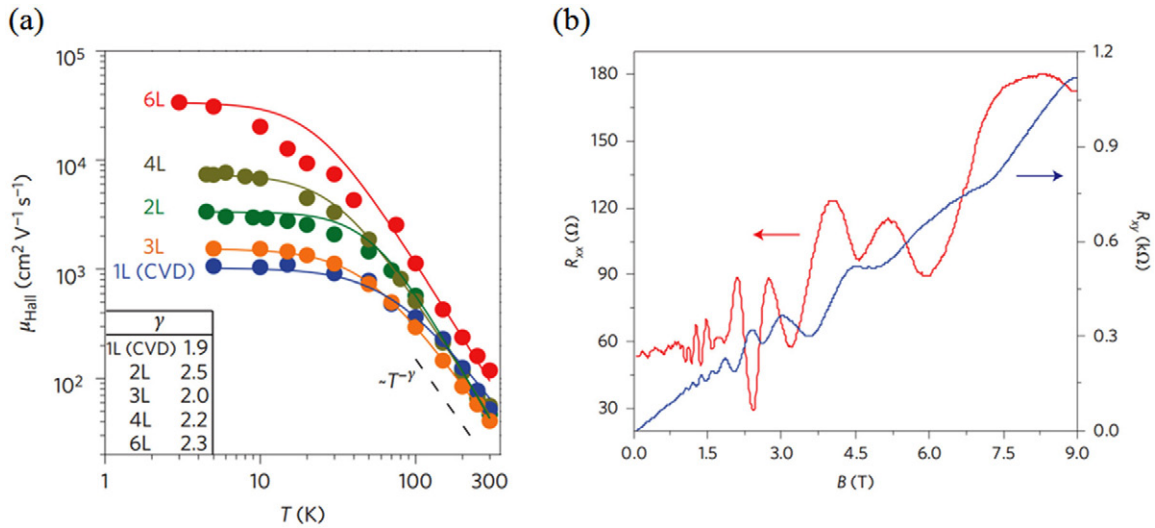 (a)
10⁵
10⁴
10³
10²
μHall (cm² V⁻¹ s⁻¹)
6L
4L
2L
3L
1L (CVD)
γ
1L (CVD) 1.9
2L 2.5
3L 2.0
4L 2.2
6L 2.3
~T⁻ᵞ
1 10 100 300
T (K)
(b)
180
150
120
90
60
30
Rxx (Ω)
1.2
0.9
0.6
0.3
0.0
Rxy (kΩ)
0.0 1.5 3.0 4.5 6.0 7.5 9.0
B (T)